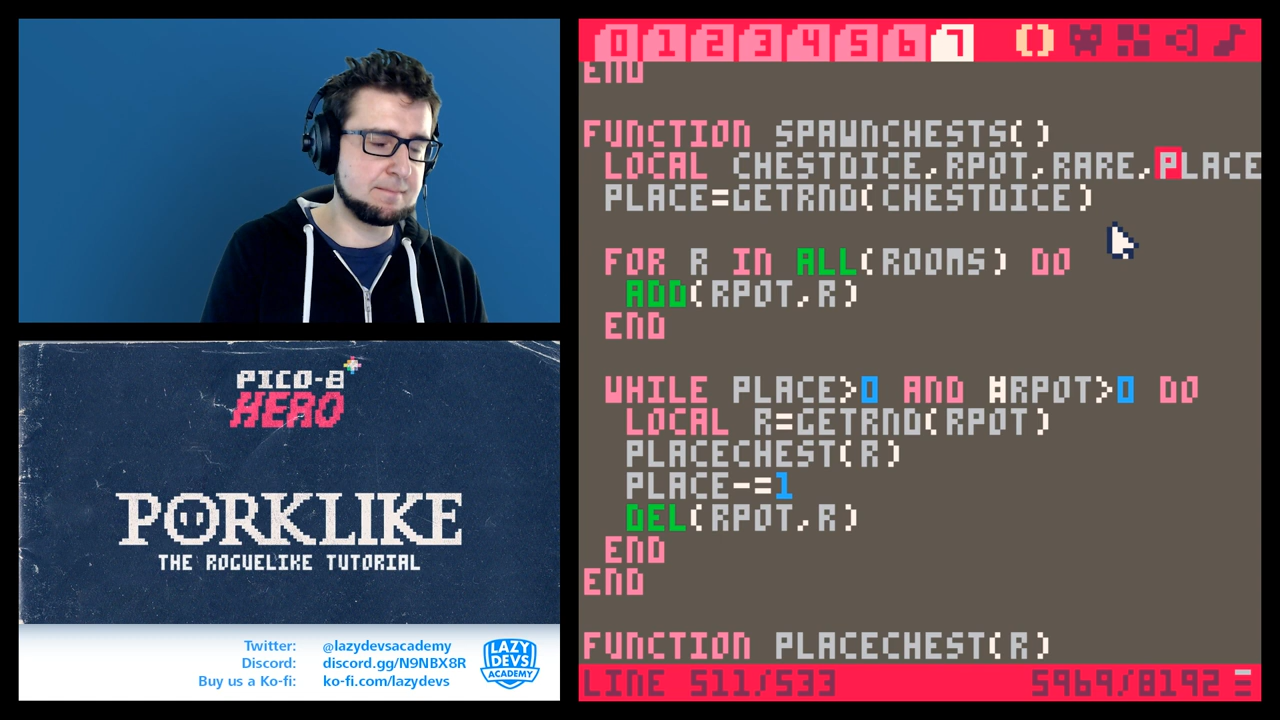 0 1 2 3 4 5 6 7 ()
END
FUNCTION SPAWNCHESTS()
LOCAL CHESTDICE,RPOT,RARE,PLACE
PLACE=GETRND(CHESTDICE)
FOR R IN ALL(ROOMS) DO
ADD(RPOT,R)
END
WHILE PLACE>0 AND #RPOT>0 DO
LOCAL R=GETRND(RPOT)
PLACECHEST(R)
PLACE-=1
DEL(RPOT,R)
END
END
FUNCTION PLACECHEST(R)
LINE 511/533 5969/8192
PICO-8
HERO
PORKLIKE
THE ROGUELIKE TUTORIAL
Twitter: @lazydevsacademy
Discord: discord.gg/N9NBX8R
Buy us a Ko-fi: ko-fi.com/lazydevs
LAZY
DEVS
ACADEMY